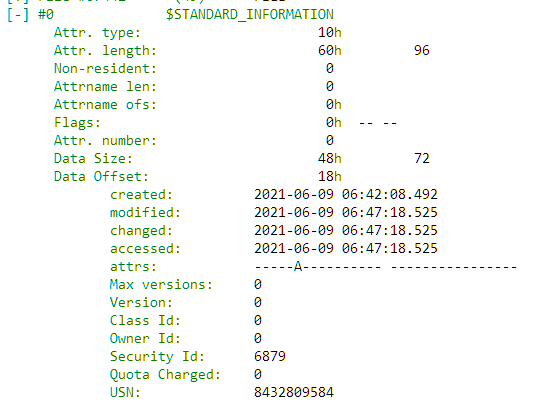 [-] #0 $STANDARD_INFORMATION
Attr. type: 10h
Attr. length: 60h 96
Non-resident: 0
Attrname len: 0
Attrname ofs: 0h
Flags: 0h -- --
Attr. number: 0
Data Size: 48h 72
Data Offset: 18h
created: 2021-06-09 06:42:08.492
modified: 2021-06-09 06:47:18.525
changed: 2021-06-09 06:47:18.525
accessed: 2021-06-09 06:47:18.525
attrs: -----A---------- ----------------
Max versions: 0
Version: 0
Class Id: 0
Owner Id: 0
Security Id: 6879
Quota Charged: 0
USN: 8432809584